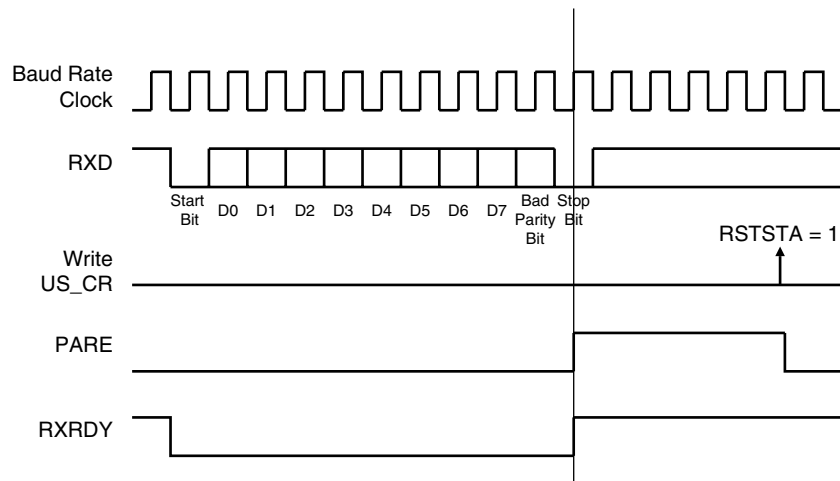 Baud Rate
Clock
RXD
Start
Bit
D0 D1 D2 D3 D4 D5 D6 D7
Bad
Parity
Bit
Stop
Bit
RSTSTA = 1
Write
US_CR
PARE
RXRDY